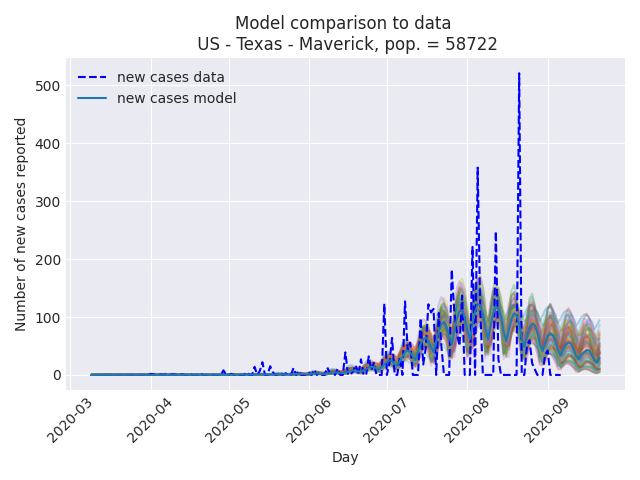 Model comparison to data
US - Texas - Maverick, pop. = 58722
new cases data
new cases model
Number of new cases reported
500
400
300
200
100
0
2020-03
2020-04
2020-05
2020-06
2020-07
2020-08
2020-09
Day